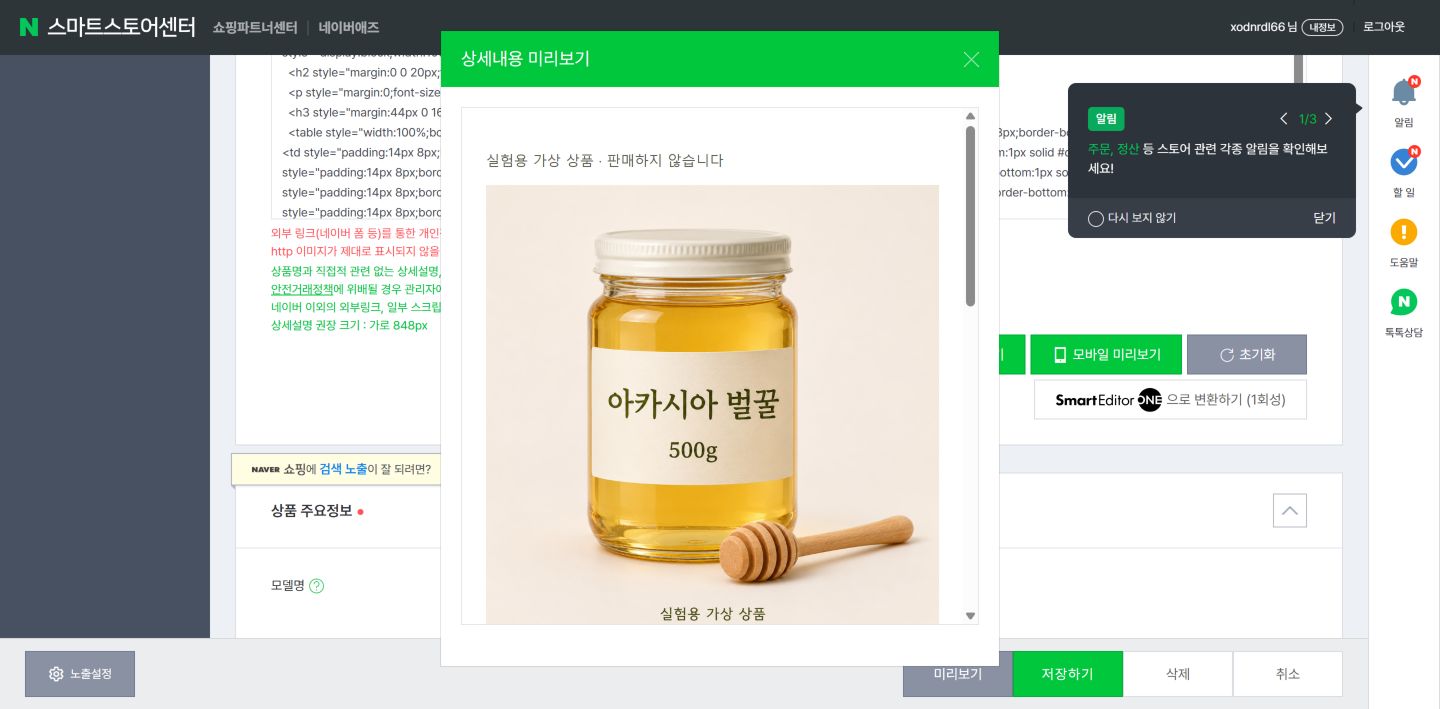 N 스마트스토어센터 쇼핑파트너센터 네이버애즈
xodnrdl66 님 내정보 로그아웃
상세내용 미리보기
<h2 style="margin:0 0 20px;
<p style="margin:0;font-size
<h3 style="margin:44px 0 16
<table style="width:100%;bo
<td style="padding:14px 8px;
style="padding:14px 8px;bord
style="padding:14px 8px;bord
style="padding:14px 8px;bord
외부 링크(네이버 폼 등)를 통한 개인
http 이미지가 제대로 표시되지 않을
상품명과 직접적 관련 없는 상세설명,
안전거래정책에 위배될 경우 관리자에
네이버 이외의 외부링크, 일부 스크립
상세설명 권장 크기 : 가로 848px
실험용 가상 상품 · 판매하지 않습니다
아카시아 벌꿀
500g
실험용 가상 상품
알림
1/3
주문, 정산 등 스토어 관련 각종 알림을 확인해보
세요!
다시 보지 않기
닫기
모바일 미리보기
초기화
SmartEditor ONE 으로 변환하기 (1회성)
NAVER 쇼핑에 검색 노출이 잘 되려면?
상품 주요정보
모델명
노출설정
미리보기
저장하기
삭제
취소
N
알림
N
할 일
도움말
N
톡톡상담